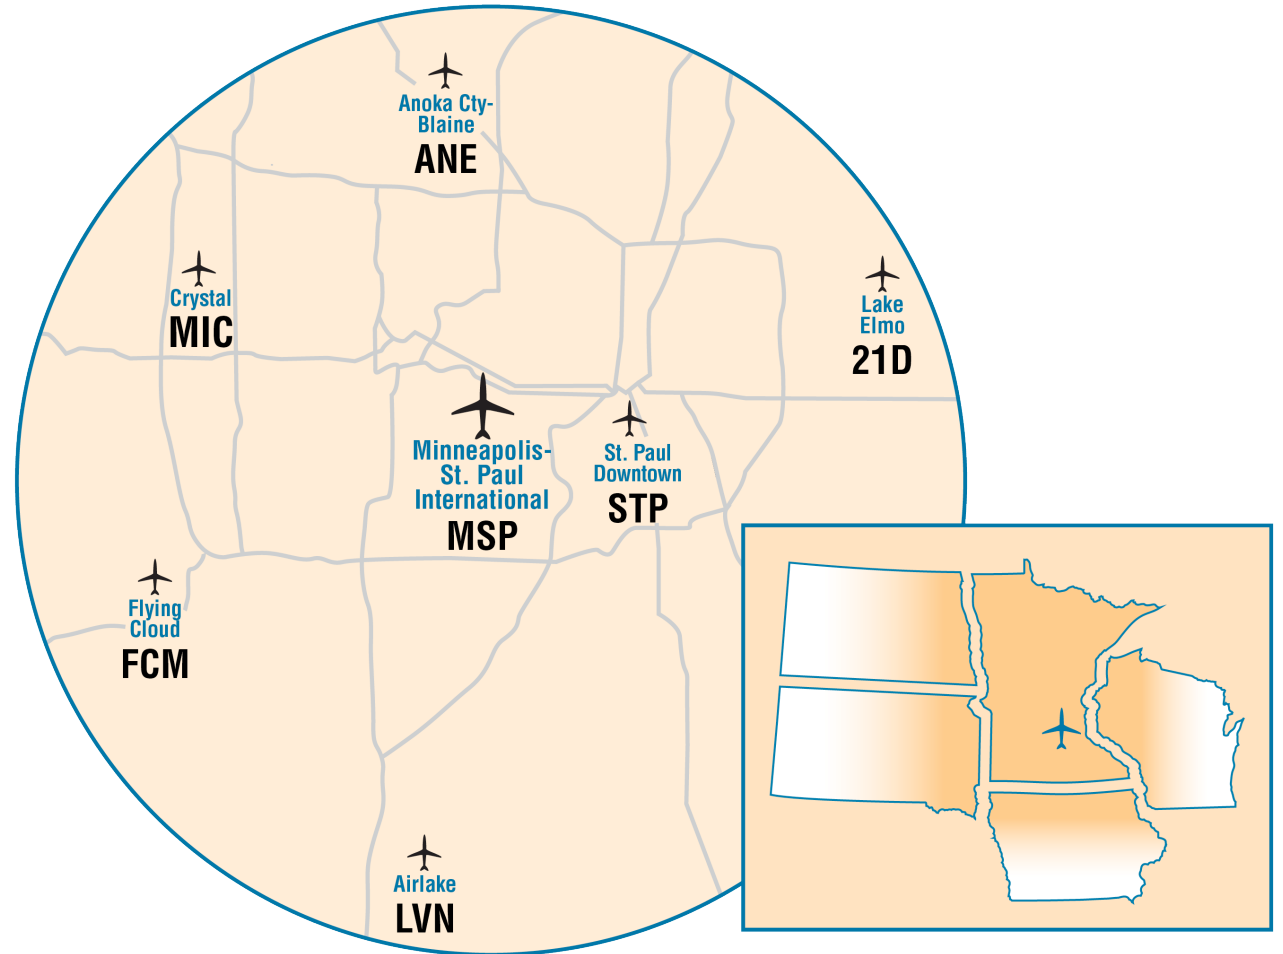 Anoka Cty-
Blaine
ANE
Crystal
MIC
Lake
Elmo
21D
Minneapolis-
St. Paul
International
MSP
St. Paul
Downtown
STP
Flying
Cloud
FCM
Airlake
LVN